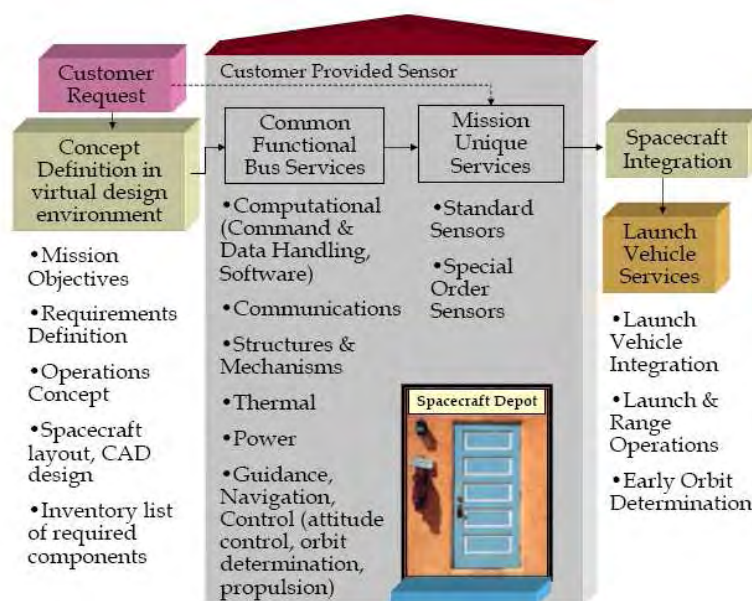 Customer
Request
Concept
Definition in
virtual design
environment
•Mission
Objectives
•Requirements
Definition
•Operations
Concept
•Spacecraft
layout, CAD
design
•Inventory list
of required
components
Customer Provided Sensor
Common
Functional
Bus Services
•Computational
(Command &
Data Handling,
Software)
•Communications
•Structures &
Mechanisms
•Thermal
•Power
•Guidance,
Navigation,
Control (attitude
control, orbit
determination,
propulsion)
Mission
Unique
Services
•Standard
Sensors
•Special
Order
Sensors
Spacecraft Depot
Spacecraft
Integration
Launch
Vehicle
Services
•Launch
Vehicle
Integration
•Launch &
Range
Operations
•Early Orbit
Determination